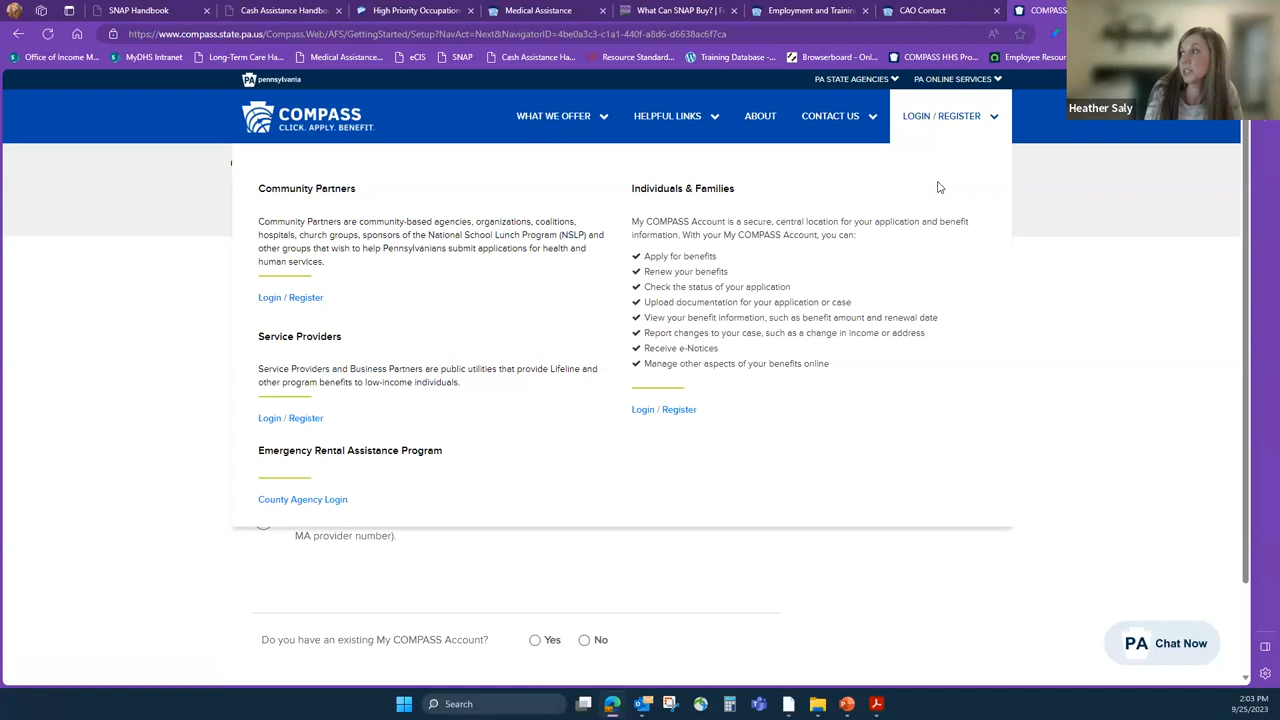 SNAP Handbook
Cash Assistance Handbo
High Priority Occupation
Medical Assistance
What Can SNAP Buy? | F
Employment and Trainin
CAO Contact
COMPASS
https://www.compass.state.pa.us/Compass.Web/AFS/GettingStarted/Setup?NavAct=Next&NavigatorID=4be0a3c3-c1a1-440f-a8d6-d6638ac6f7ca
Office of Income M...
MyDHS Intranet
Long-Term Care Ha...
Medical Assistance...
eCIS
SNAP
Cash Assistance Ha...
Resource Standard...
Training Database -...
Browserboard - Onl...
COMPASS HHS Pro...
Employee Resource
Heather Saly
PA pennsylvania
PA STATE AGENCIES
PA ONLINE SERVICES
COMPASS
CLICK. APPLY. BENEFIT.
WHAT WE OFFER
HELPFUL LINKS
ABOUT
CONTACT US
LOGIN / REGISTER
Community Partners
Community Partners are community-based agencies, organizations, coalitions,
hospitals, church groups, sponsors of the National School Lunch Program (NSLP) and
other groups that wish to help Pennsylvanians submit applications for health and
human services.
Login / Register
Service Providers
Service Providers and Business Partners are public utilities that provide Lifeline and
other program benefits to low-income individuals.
Login / Register
Emergency Rental Assistance Program
County Agency Login
Individuals & Families
My COMPASS Account is a secure, central location for your application and benefit
information. With your My COMPASS Account, you can:
Apply for benefits
Renew your benefits
Check the status of your application
Upload documentation for your application or case
View your benefit information, such as benefit amount and renewal date
Report changes to your case, such as a change in income or address
Receive e-Notices
Manage other aspects of your benefits online
Login / Register
MA provider number).
Do you have an existing My COMPASS Account?
Yes
No
PA Chat Now
Search
2:03 PM
9/25/2023